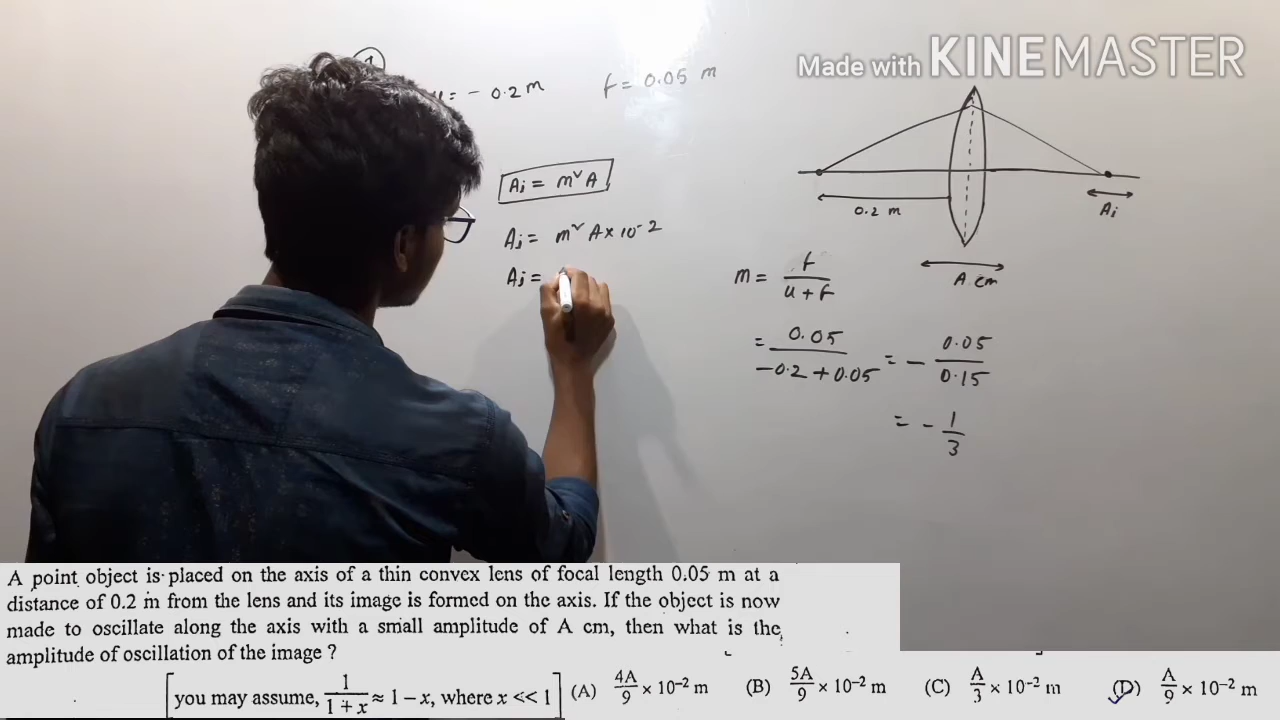 Made with KINEMASTER
= - 0.2 m f = 0.05 m
Ai = m²A
Ai = m²A × 10⁻²
Ai =
0.2 m
Ai
A cm
m = f/(u + f)
= 0.05/(-0.2 + 0.05) = - 0.05/0.15
= - 1/3
A point object is placed on the axis of a thin convex lens of focal length 0.05 m at a
distance of 0.2 m from the lens and its image is formed on the axis. If the object is now
made to oscillate along the axis with a small amplitude of A cm, then what is the
amplitude of oscillation of the image ?
[you may assume, 1/(1+x) ≈ 1 – x, where x << 1] (A) 4A/9 × 10⁻² m (B) 5A/9 × 10⁻² m (C) A/3 × 10⁻² m (D) A/9 × 10⁻² m